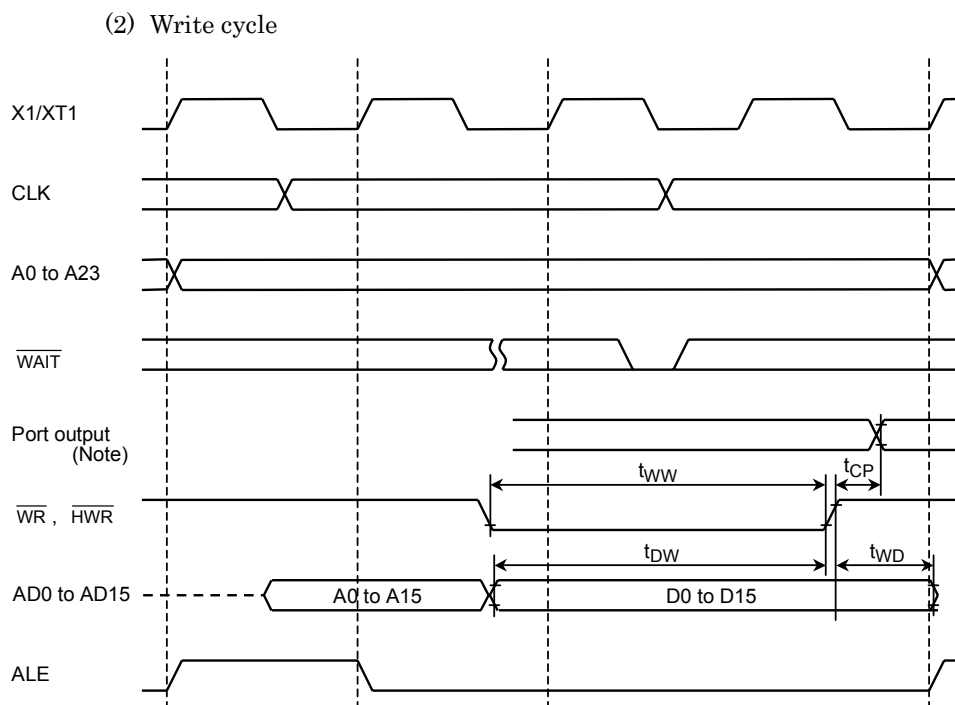 (2) Write cycle
X1/XT1
CLK
A0 to A23
WAIT
Port output
(Note)
tWW
tCP
WR , HWR
tDW
tWD
AD0 to AD15
A0 to A15
D0 to D15
ALE